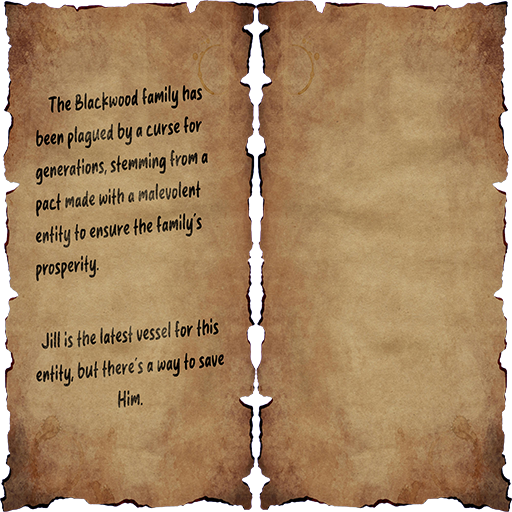 The Blackwood family has
been plagued by a curse for
generations, stemming from a
pact made with a malevolent
entity to ensure the family's
prosperity.
Jill is the latest vessel for this
entity, but there's a way to save
Him.